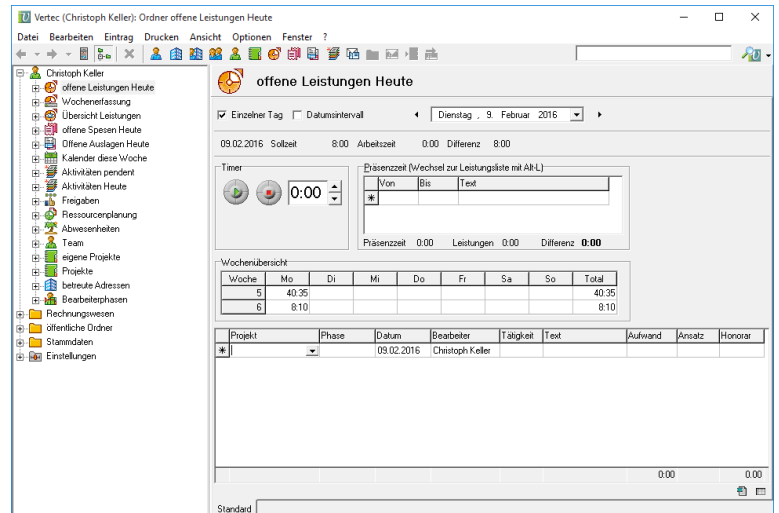 Vertec (Christoph Keller): Ordner offene Leistungen Heute
Datei Bearbeiten Eintrag Drucken Ansicht Optionen Fenster ?
Christoph Keller
offene Leistungen Heute
Wochenerfassung
Übersicht Leistungen
offene Spesen Heute
Offene Auslagen Heute
Kalender diese Woche
Aktivitäten pendent
Aktivitäten Heute
Freigaben
Ressourcenplanung
Abwesenheiten
Team
eigene Projekte
Projekte
betreute Adressen
Bearbeiterphasen
Rechnungswesen
öffentliche Ordner
Stammdaten
Einstellungen
offene Leistungen Heute
Einzelner Tag Datumsintervall Dienstag , 9. Februar 2016
09.02.2016 Sollzeit 8:00 Arbeitszeit 0:00 Differenz 8:00
Timer
0:00
Präsenzzeit (Wechsel zur Leistungsliste mit Alt-L)
Von Bis Text
Präsenzzeit 0:00 Leistungen 0:00 Differenz 0:00
Wochenübersicht
Woche Mo Di Mi Do Fr Sa So Total
5 40:35 40:35
6 8:10 8:10
Projekt Phase Datum Bearbeiter Tätigkeit Text Aufwand Ansatz Honorar
09.02.2016 Christoph Keller
0:00 0.00
Standard